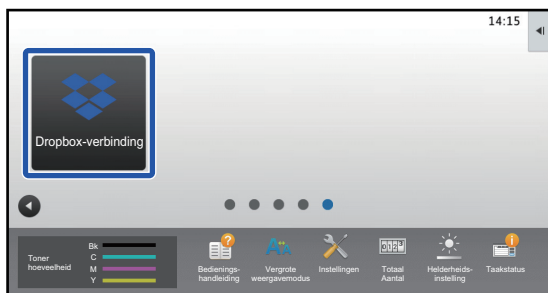 14:15
Dropbox-verbinding
Toner
hoeveelheid
Bk
C
M
Y
Bedienings-
handleiding
Vergrote
weergavemodus
Instellingen
Totaal
Aantal
Helderheids-
instelling
Taakstatus